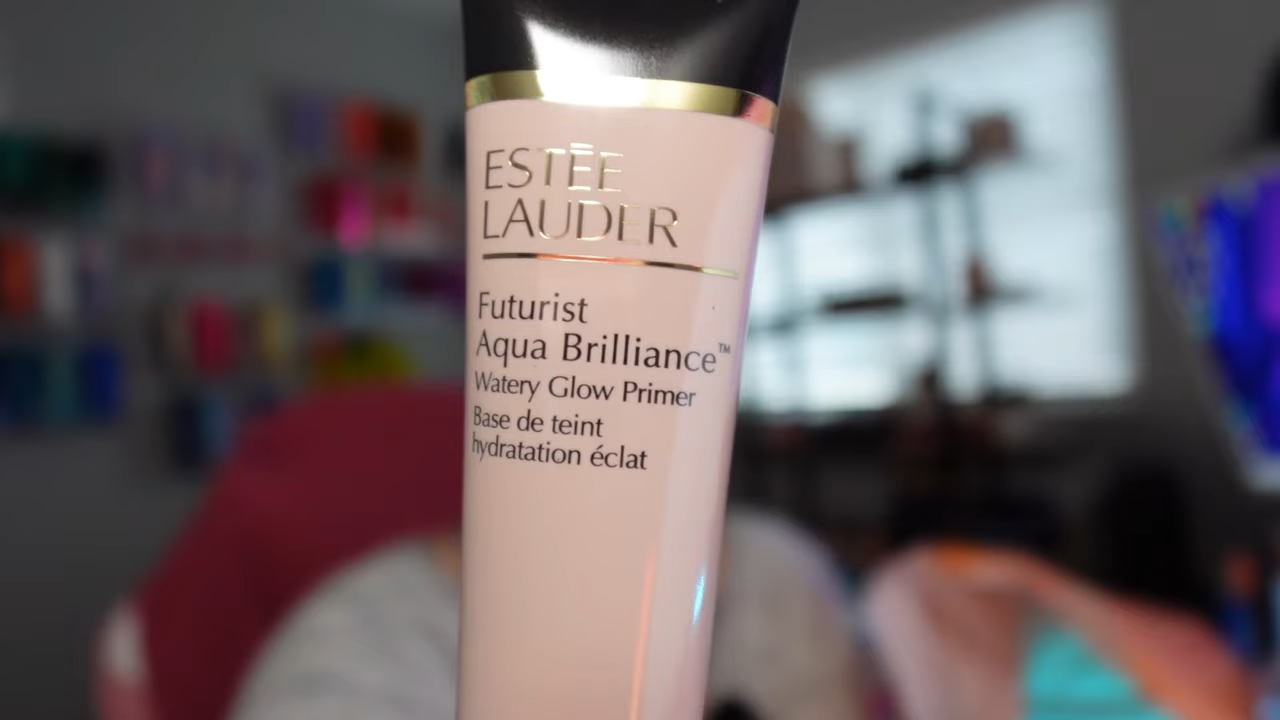 ESTĒE
LAUDER
Futurist
Aqua Brilliance™
Watery Glow Primer
Base de teint
hydratation éclat